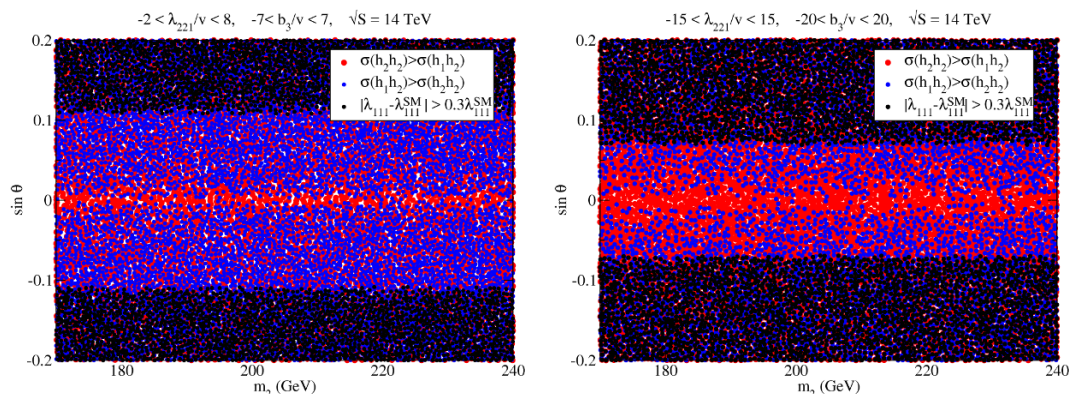 -2 < λ221/v < 8, -7< b3/v < 7, √S = 14 TeV
0.2
0.1
0
-0.1
-0.2
sin θ
σ(h2h2)>σ(h1h2)
σ(h1h2)>σ(h2h2)
|λ111-λ111SM| > 0.3λ111SM
180
200
220
240
(GeV)
-15 < λ221/v < 15, -20< b3/v < 20, √S = 14 TeV
0.2
0.1
0
-0.1
-0.2
sin θ
σ(h2h2)>σ(h1h2)
σ(h1h2)>σ(h2h2)
|λ111-λ111SM| > 0.3λ111SM
180
200
220
240
(GeV)